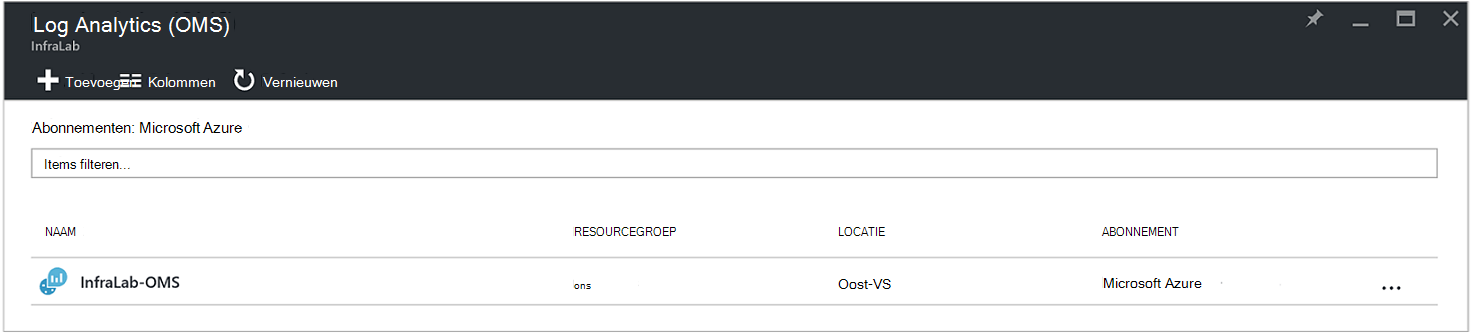 Log Analytics (OMS)
InfraLab
Toevoegen Kolommen Vernieuwen
Abonnementen: Microsoft Azure
Items filteren...
NAAM RESOURCEGROEP LOCATIE ABONNEMENT
InfraLab-OMS ons Oost-VS Microsoft Azure ...